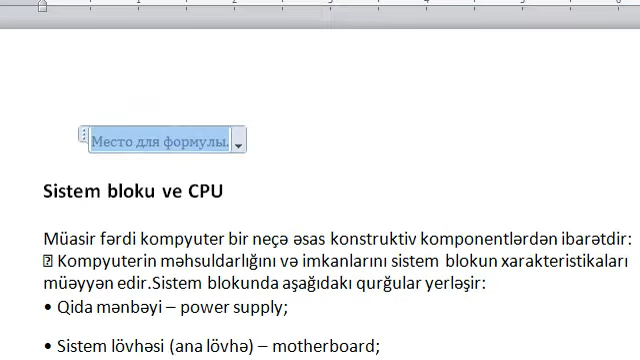 Место для формулы.
Sistem bloku ve CPU
Müasir fərdi kompyuter bir neçə əsas konstruktiv komponentlərdən ibarətdir:
Kompyuterin məhsuldarlığını və imkanlarını sistem blokun xarakteristikaları
müəyyən edir.Sistem blokunda aşağıdakı qurğular yerləşir:
• Qida mənbəyi – power supply;
• Sistem lövhəsi (ana lövhə) – motherboard;